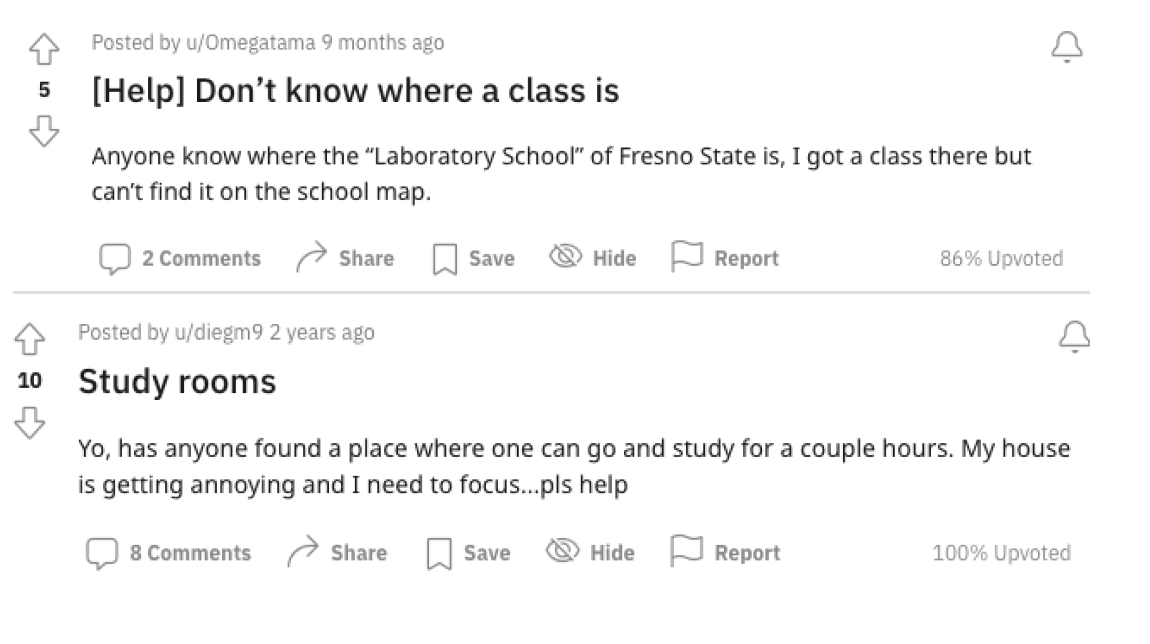 Posted by u/Omegatama 9 months ago
5
[Help] Don’t know where a class is
Anyone know where the “Laboratory School” of Fresno State is, I got a class there but
can’t find it on the school map.
2 Comments Share Save Hide Report 86% Upvoted
Posted by u/diegm9 2 years ago
10
Study rooms
Yo, has anyone found a place where one can go and study for a couple hours. My house
is getting annoying and I need to focus...pls help
8 Comments Share Save Hide Report 100% Upvoted